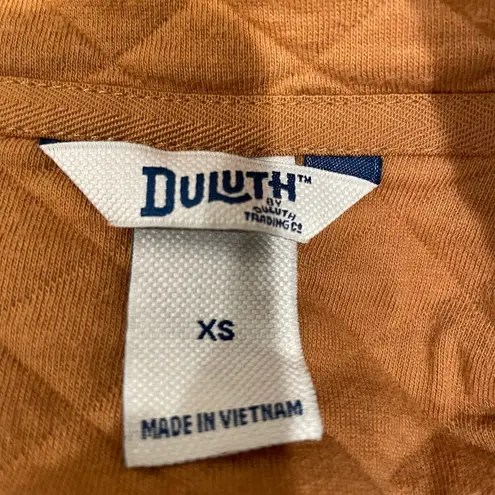 DULUTH™
BY
DULUTH
TRADING CO
XS
MADE IN VIETNAM